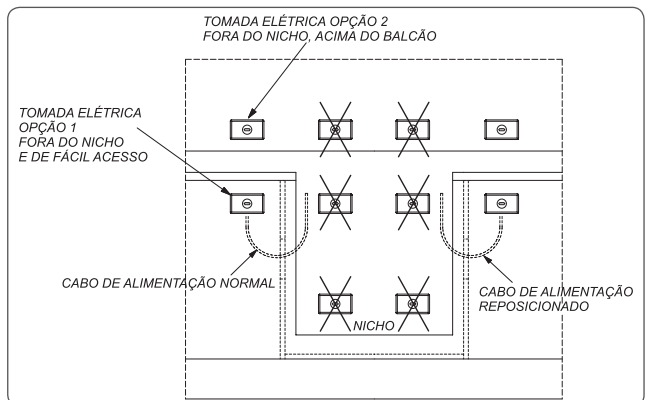 TOMADA ELÉTRICA OPÇÃO 2
FORA DO NICHO, ACIMA DO BALCÃO
TOMADA ELÉTRICA
OPÇÃO 1
FORA DO NICHO
E DE FÁCIL ACESSO
CABO DE ALIMENTAÇÃO NORMAL
CABO DE ALIMENTAÇÃO
REPOSICIONADO
NICHO